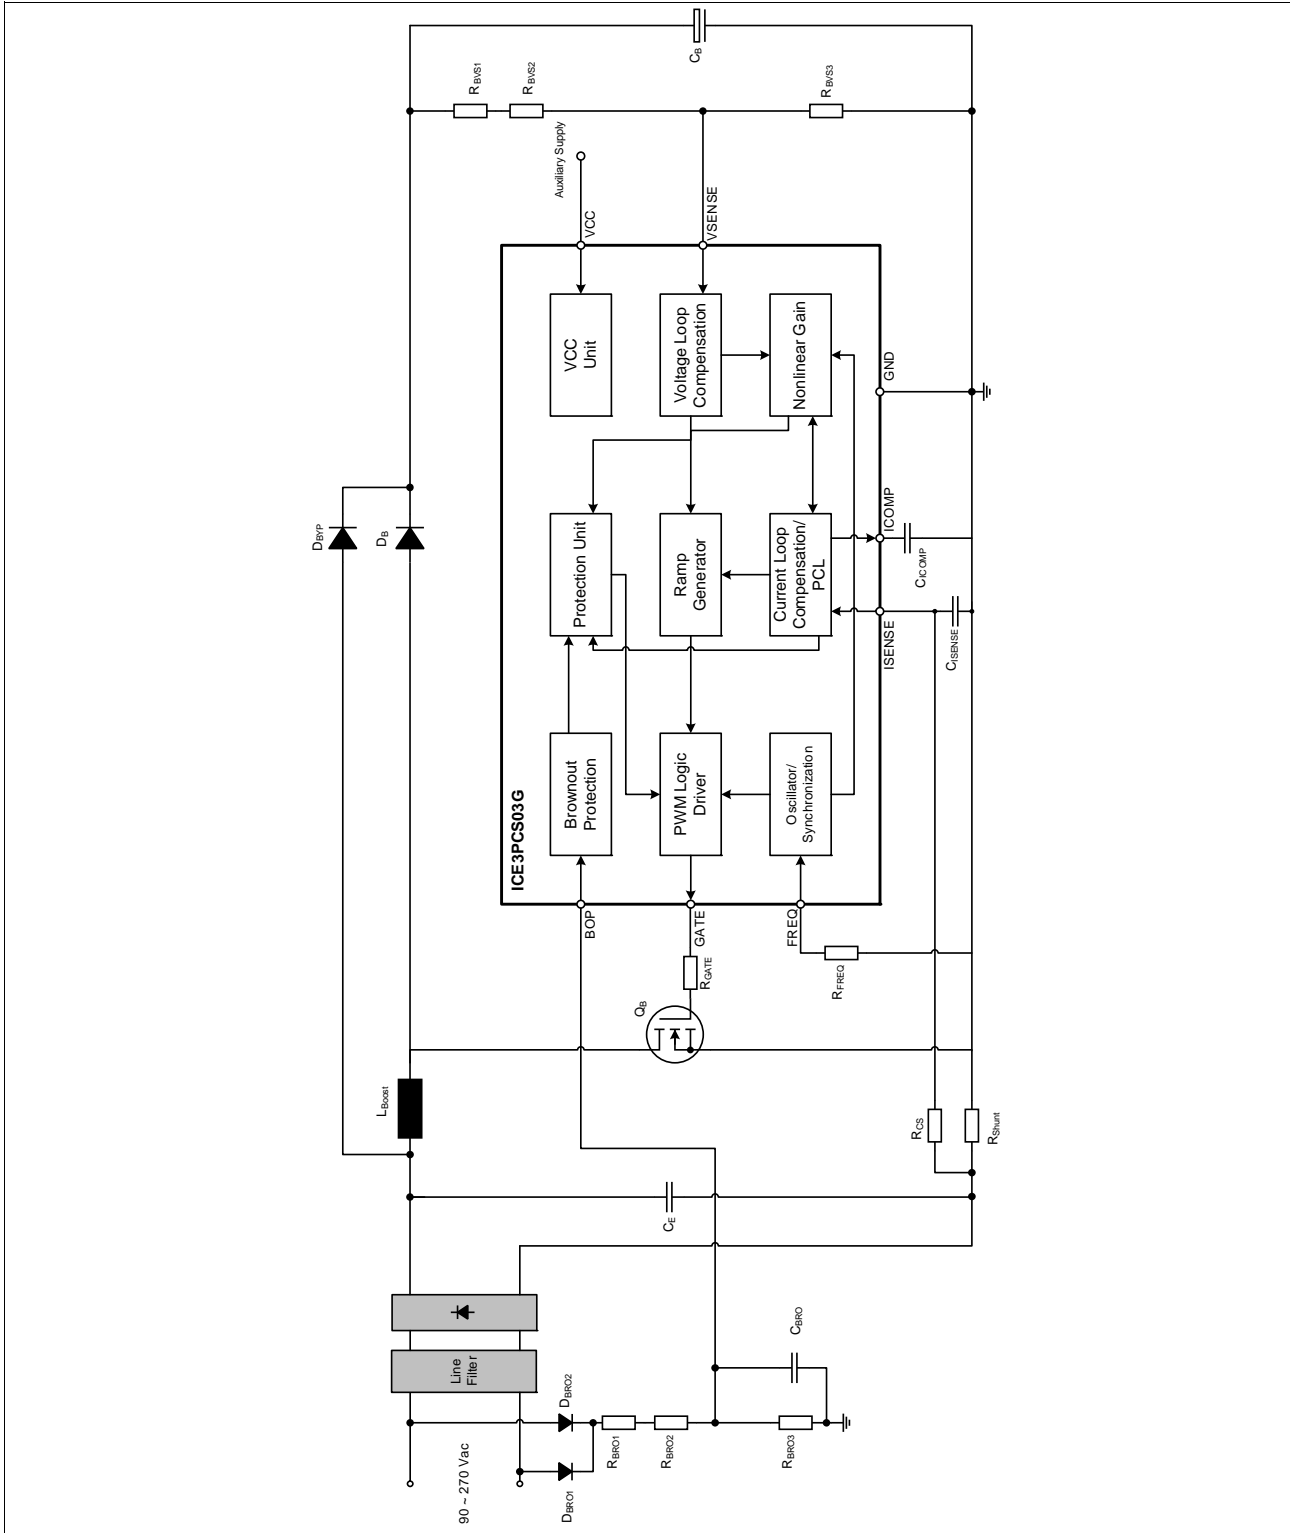 90 ~ 270 Vac
Line
Filter
DBRO1
DBRO2
RBRO1
RBRO2
RBRO3
CBRO
CE
LBoost
DBYP
DB
QB
RGATE
RFREQ
RCS
RShunt
ICE3PCS03G
BOP
GATE
FREQ
Brownout
Protection
PWM Logic
Driver
Oscillator/
Synchronization
Protection Unit
Ramp
Generator
Current Loop
Compensation/
PCL
VCC
Unit
Voltage Loop
Compensation
Nonlinear Gain
ISENSE
ICOMP
GND
CISENSE
CICOMP
VCC
VSENSE
Auxiliary Supply
RBVS1
RBVS2
RBVS3
CB